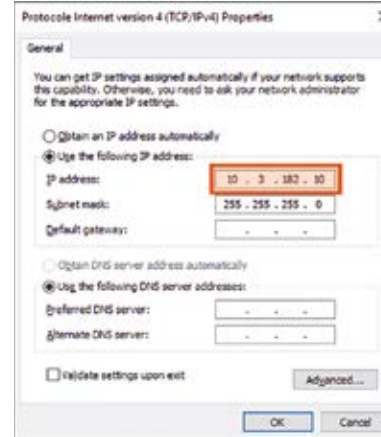 Protocole Internet version 4 (TCP/IPv4) Properties
General
You can get IP settings assigned automatically if your network supports
this capability. Otherwise, you need to ask your network administrator
for the appropriate IP settings.
Obtain an IP address automatically
Use the following IP address:
IP address: 10 . 3 . 182 . 10
Subnet mask: 255 . 255 . 255 . 0
Default gateway: . . .
Obtain DNS server address automatically
Use the following DNS server addresses:
Preferred DNS server: . . .
Alternate DNS server: . . .
Validate settings upon exit
Advanced...
OK Cancel